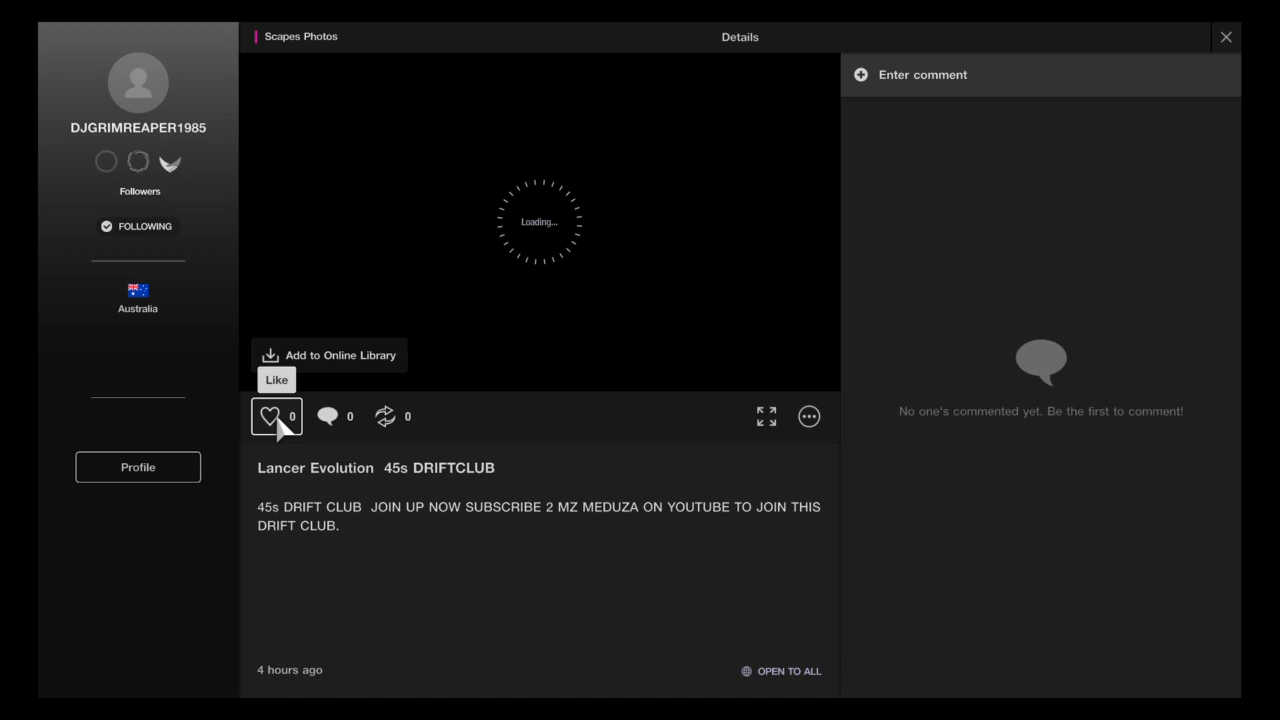 Scapes Photos
Details
DJGRIMREAPER1985
Followers
FOLLOWING
Australia
Profile
Loading...
Add to Online Library
Like
0
0
0
Lancer Evolution 45s DRIFTCLUB
45s DRIFT CLUB JOIN UP NOW SUBSCRIBE 2 MZ MEDUZA ON YOUTUBE TO JOIN THIS
DRIFT CLUB.
4 hours ago
OPEN TO ALL
Enter comment
No one's commented yet. Be the first to comment!